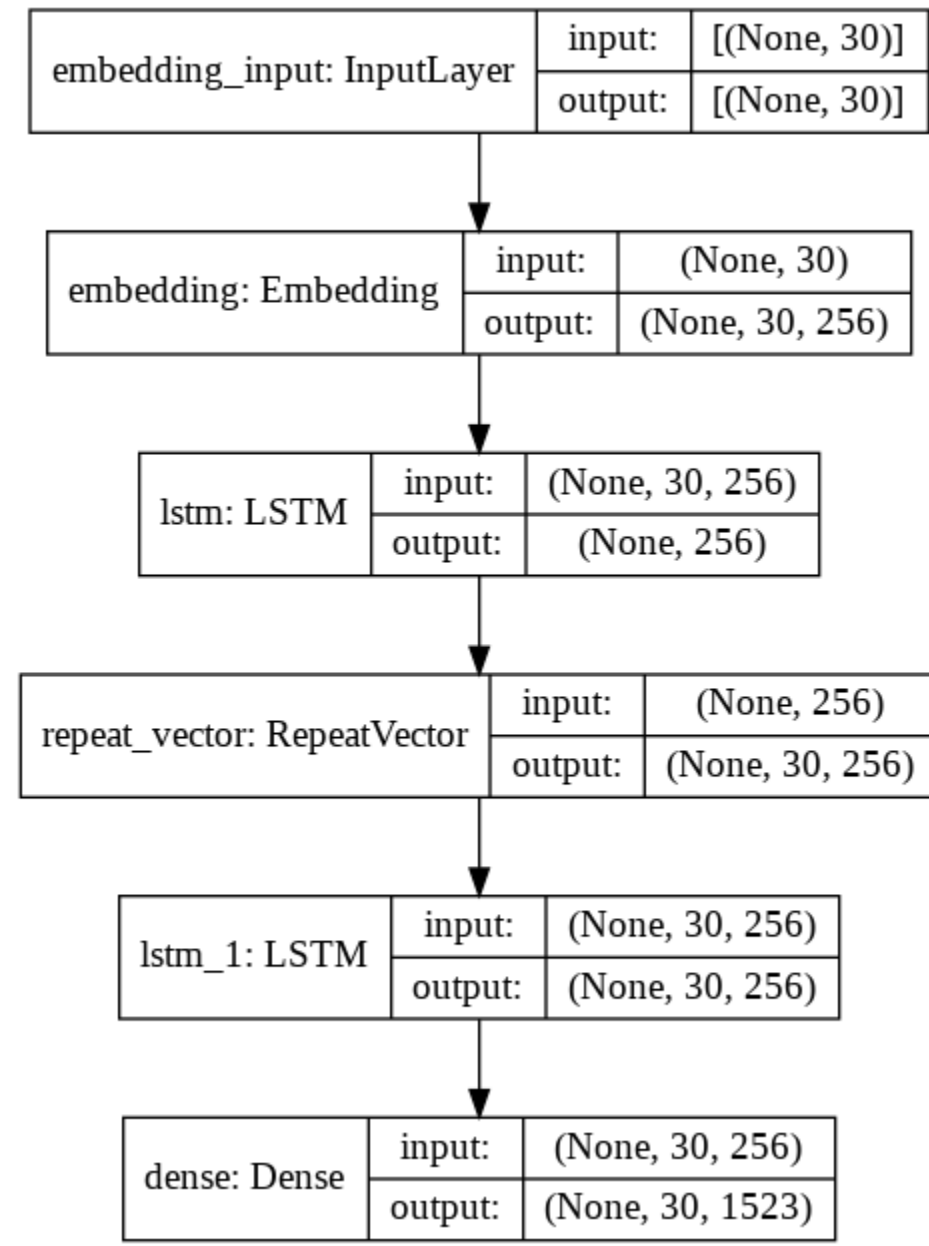 embedding_input: InputLayer
input: [(None, 30)]
output: [(None, 30)]
embedding: Embedding
input: (None, 30)
output: (None, 30, 256)
lstm: LSTM
input: (None, 30, 256)
output: (None, 256)
repeat_vector: RepeatVector
input: (None, 256)
output: (None, 30, 256)
lstm_1: LSTM
input: (None, 30, 256)
output: (None, 30, 256)
dense: Dense
input: (None, 30, 256)
output: (None, 30, 1523)